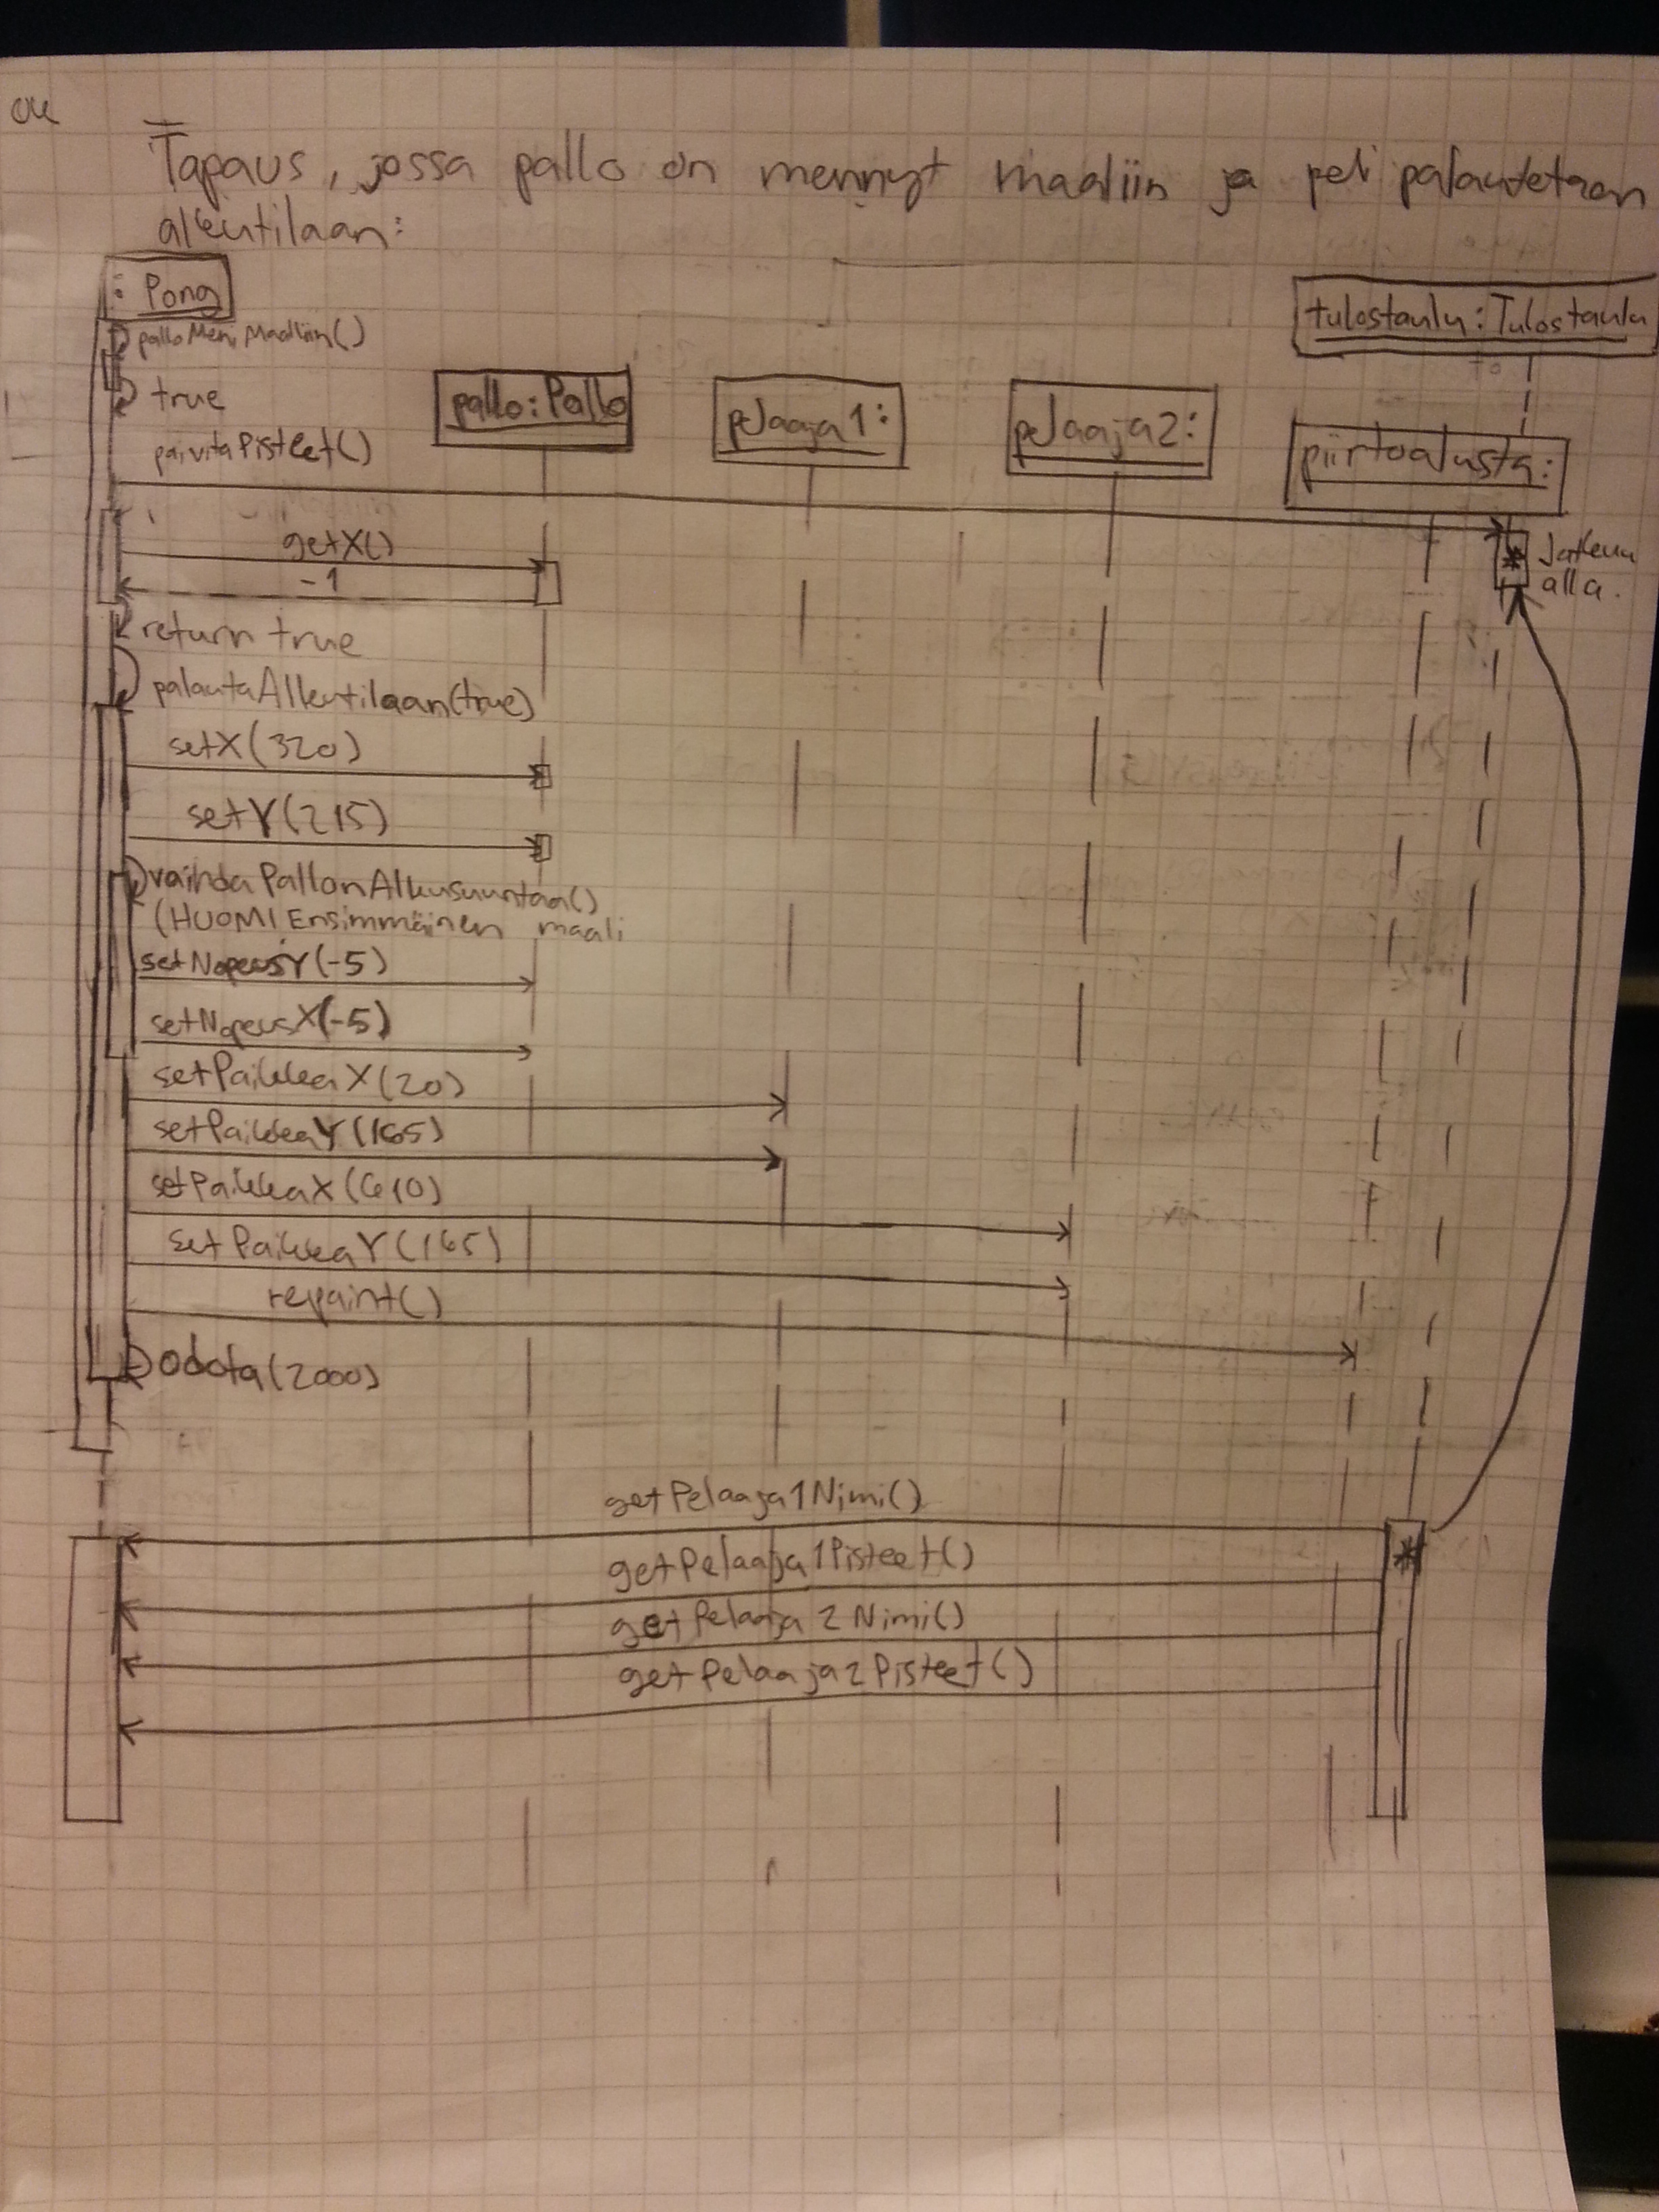 ok
Tapaus, jossa pallo on mennyt maaliin ja peli palautetaan
alkutilaan:
: Pong
tulostaulu: Tulostaulu
palloMeniMaaliin()
true
pallo: Pallo
pelaaja1:
pelaaja2:
piirtoalusta:
paivitaPisteet()
getX()
Jatkuu
alla.
-1
return true
palautaAlkutilaan(true)
setX(320)
setY(215)
vaihdaPallonAlkusuuntaa()
(HUOM! Ensimmäinen maali
setNopeusY(-5)
setNopeusX(-5)
setPaikkaX(20)
setPaikkaY(165)
setPaikkaX(610)
setPaikkaY(165)
repaint()
odota(2000)
getPelaaja1Nimi()
*
getPelaaja1Pisteet()
getPelaaja2Nimi()
getPelaaja2Pisteet()